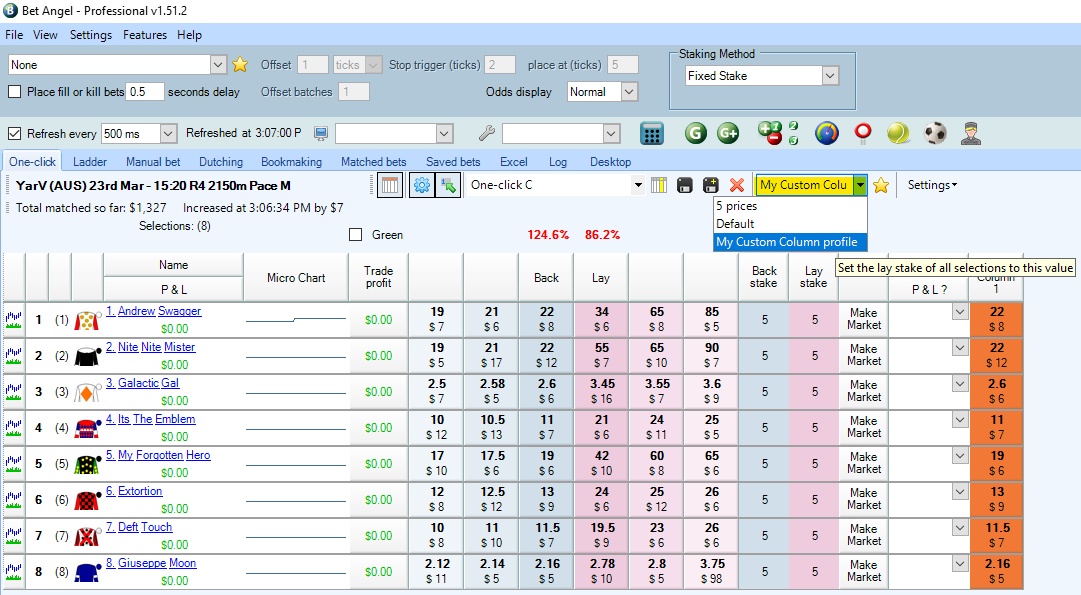 Bet Angel - Professional v1.51.2
File View Settings Features Help
None Offset 1 ticks Stop trigger (ticks) 2 place at (ticks) 5 Staking Method
Fixed Stake
Place fill or kill bets 0.5 seconds delay Offset batches 1 Odds display Normal
Refresh every 500 ms Refreshed at 3:07:00 P G G+
One-click Ladder Manual bet Dutching Bookmaking Matched bets Saved bets Excel Log Desktop
YarV (AUS) 23rd Mar - 15:20 R4 2150m Pace M One-click C My Custom Colu Settings
Total matched so far: $1,327 Increased at 3:06:34 PM by $7 5 prices
Selections: (8) Default
Green 124.6% 86.2% My Custom Column profile
Set the lay stake of all selections to this value
Name Micro Chart Trade profit Back Lay Back stake Lay stake Column 1
P & L P & L ?
1 (1) 1. Andrew Swagger 19 21 22 34 65 85 Make 22
$0.00 $0.00 $ 7 $ 6 $ 8 $ 6 $ 8 $ 5 5 5 Market $ 8
2 (2) 2. Nite Nite Mister 19 21 22 55 65 90 Make 22
$0.00 $0.00 $ 5 $ 17 $ 12 $ 7 $ 10 $ 7 5 5 Market $ 12
3 (3) 3. Galactic Gal 2.5 2.58 2.6 3.45 3.55 3.6 Make 2.6
$0.00 $0.00 $ 7 $ 5 $ 6 $ 16 $ 7 $ 9 5 5 Market $ 6
4 (4) 4. Its The Emblem 10 10.5 11 21 24 25 Make 11
$0.00 $0.00 $ 12 $ 13 $ 7 $ 6 $ 11 $ 5 5 5 Market $ 7
5 (5) 5. My Forgotten Hero 17 17.5 19 42 60 65 Make 19
$0.00 $0.00 $ 10 $ 6 $ 6 $ 10 $ 8 $ 6 5 5 Market $ 6
6 (6) 6. Extortion 12 12.5 13 24 25 26 Make 13
$0.00 $0.00 $ 8 $ 12 $ 9 $ 6 $ 12 $ 6 5 5 Market $ 9
7 (7) 7. Deft Touch 10 11 11.5 19.5 23 26 Make 11.5
$0.00 $0.00 $ 8 $ 10 $ 7 $ 9 $ 6 $ 6 5 5 Market $ 7
8 (8) 8. Giuseppe Moon 2.12 2.14 2.16 2.78 2.8 3.75 Make 2.16
$0.00 $0.00 $ 11 $ 5 $ 5 $ 10 $ 5 $ 98 5 5 Market $ 5